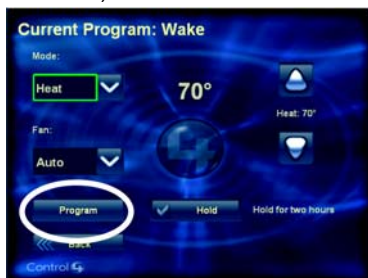 Current Program: Wake
Mode:
Heat
70°
Heat: 70°
Fan:
Auto
Program
Hold
Hold for two hours
Back
Control4